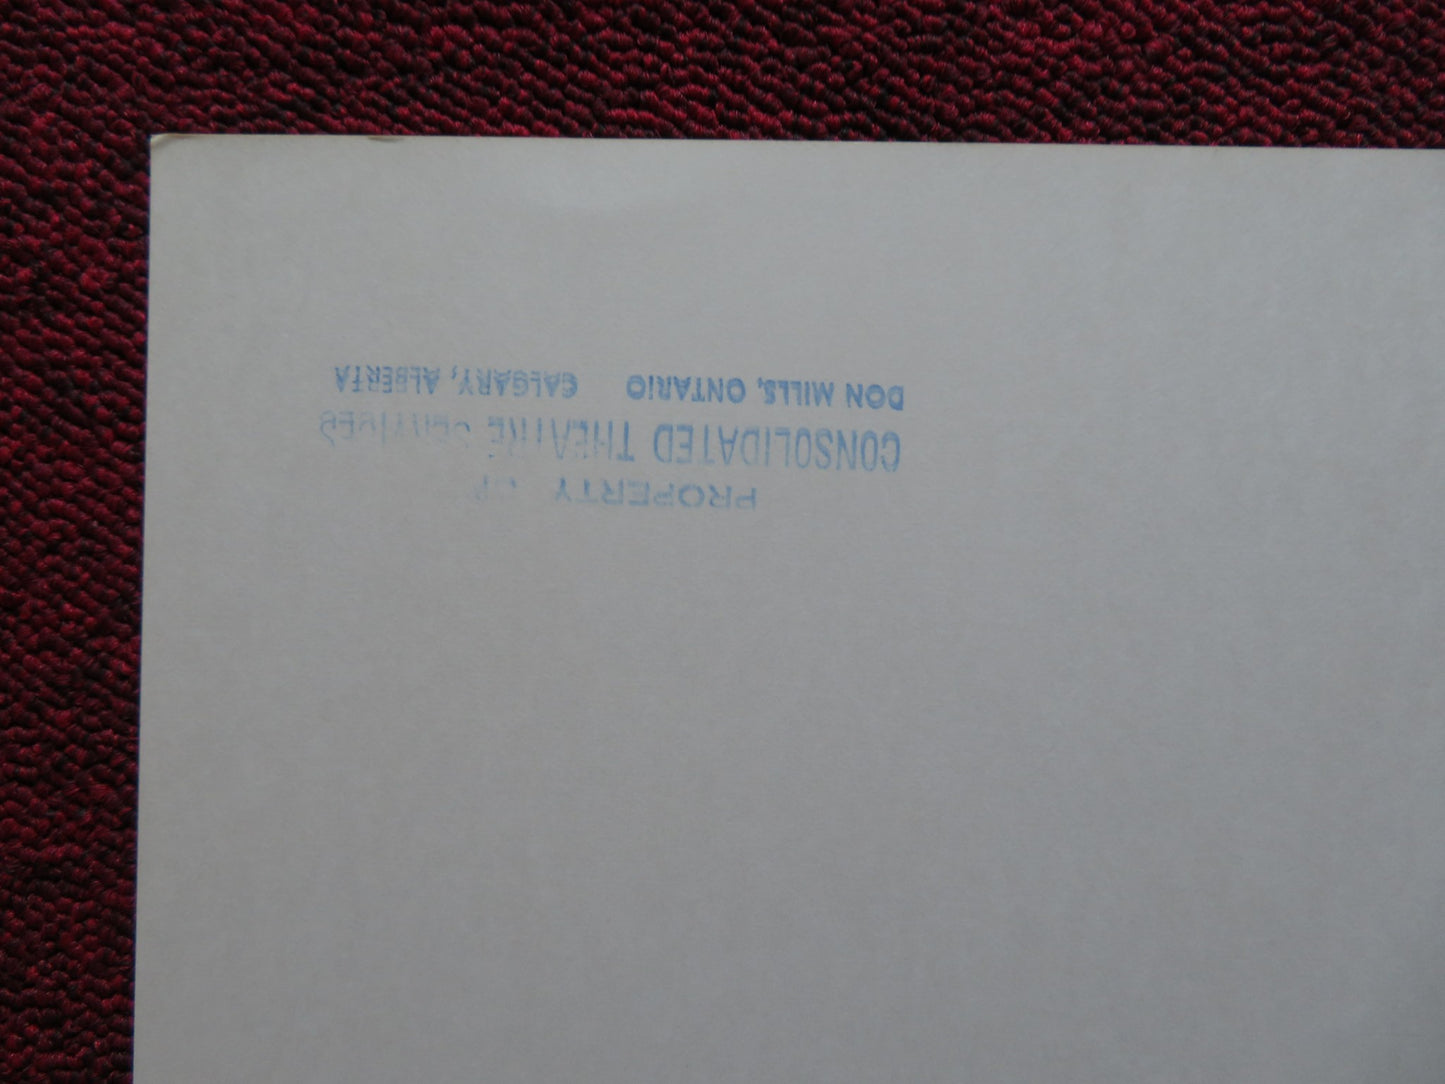 PROPERTY OF
CONSOLIDATED THEATRE SERVICES
DON MILLS, ONTARIO CALGARY, ALBERTA